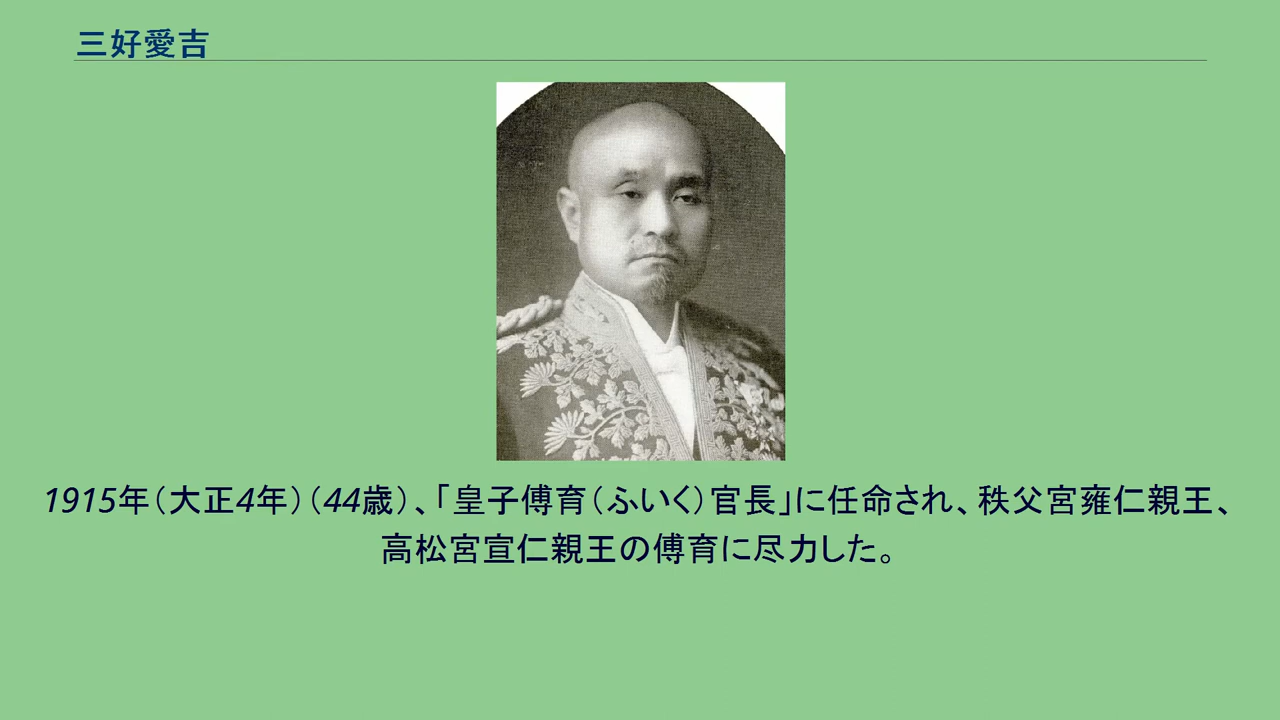 三好愛吉
1915年（大正4年）（44歳）、「皇子傅育（ふいく）官長」に任命され、秩父宮雍仁親王、
高松宮宣仁親王の傅育に尽力した。